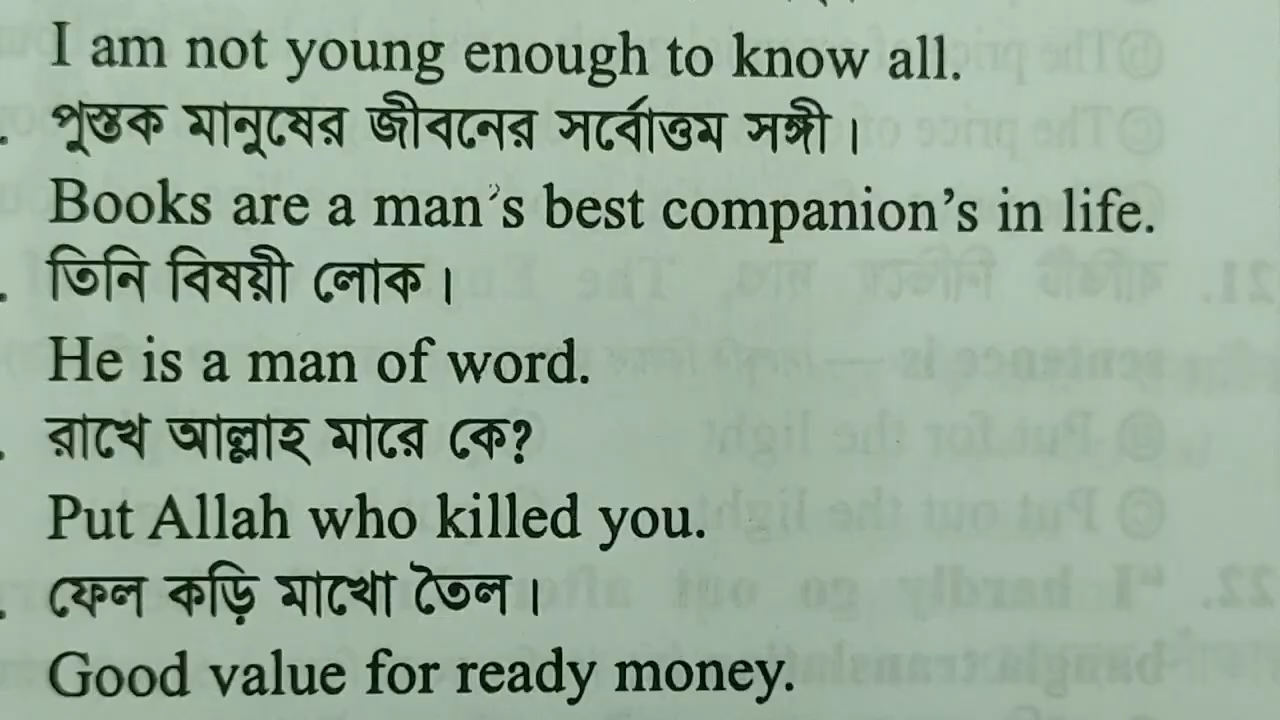 I am not young enough to know all.
. পুস্তক মানুষের জীবনের সর্বোত্তম সঙ্গী।
Books are a man's best companion's in life.
. তিনি বিষয়ী লোক।
He is a man of word.
. রাখে আল্লাহ মারে কে?
Put Allah who killed you.
. ফেল কড়ি মাখো তৈল।
Good value for ready money.